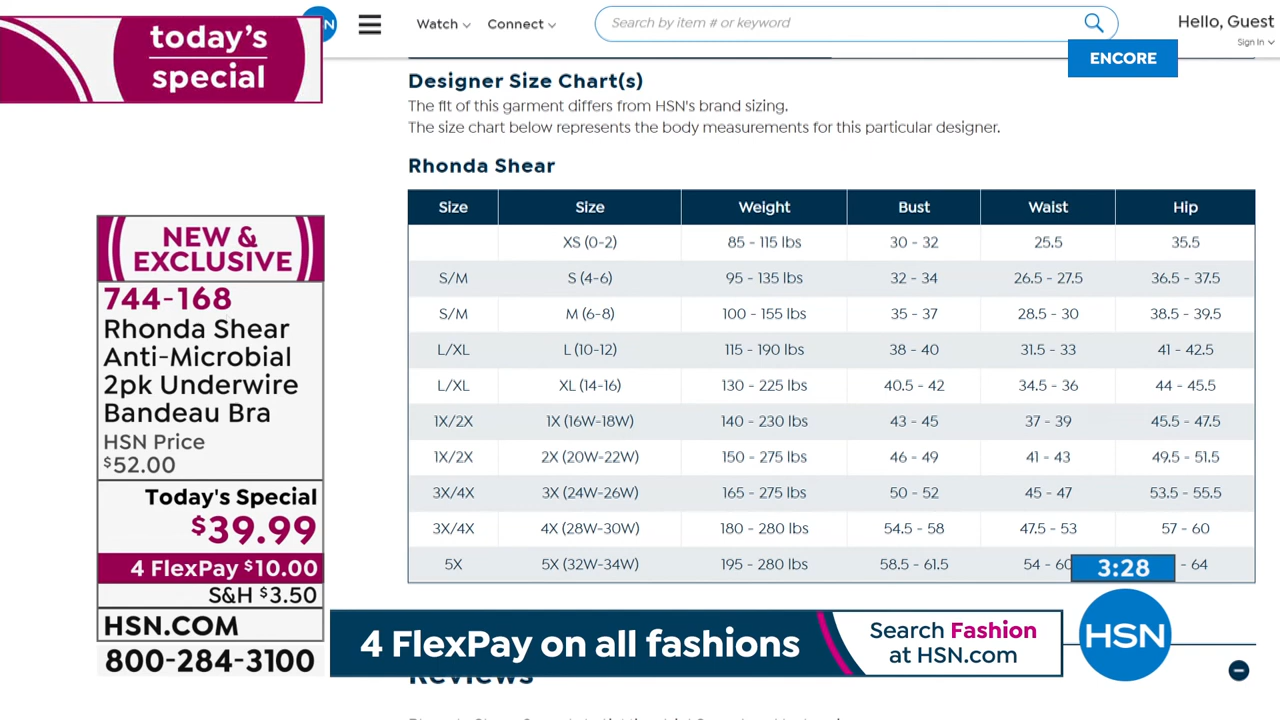 today's
special
N
Watch
Connect
Search by item # or keyword
Hello, Guest
Sign In
ENCORE
Designer Size Chart(s)
The fit of this garment differs from HSN's brand sizing.
The size chart below represents the body measurements for this particular designer.
Rhonda Shear
Size Size Weight Bust Waist Hip
XS (0-2) 85 - 115 lbs 30 - 32 25.5 35.5
S/M S (4-6) 95 - 135 lbs 32 - 34 26.5 - 27.5 36.5 - 37.5
S/M M (6-8) 100 - 155 lbs 35 - 37 28.5 - 30 38.5 - 39.5
L/XL L (10-12) 115 - 190 lbs 38 - 40 31.5 - 33 41 - 42.5
L/XL XL (14-16) 130 - 225 lbs 40.5 - 42 34.5 - 36 44 - 45.5
1X/2X 1X (16W-18W) 140 - 230 lbs 43 - 45 37 - 39 45.5 - 47.5
1X/2X 2X (20W-22W) 150 - 275 lbs 46 - 49 41 - 43 49.5 - 51.5
3X/4X 3X (24W-26W) 165 - 275 lbs 50 - 52 45 - 47 53.5 - 55.5
3X/4X 4X (28W-30W) 180 - 280 lbs 54.5 - 58 47.5 - 53 57 - 60
5X 5X (32W-34W) 195 - 280 lbs 58.5 - 61.5 54 - 60 - 64
3:28
NEW &
EXCLUSIVE
744-168
Rhonda Shear
Anti-Microbial
2pk Underwire
Bandeau Bra
HSN Price
$52.00
Today's Special
$39.99
4 FlexPay $10.00
S&H $3.50
HSN.COM
800-284-3100
4 FlexPay on all fashions
Search Fashion
at HSN.com
HSN
Reviews